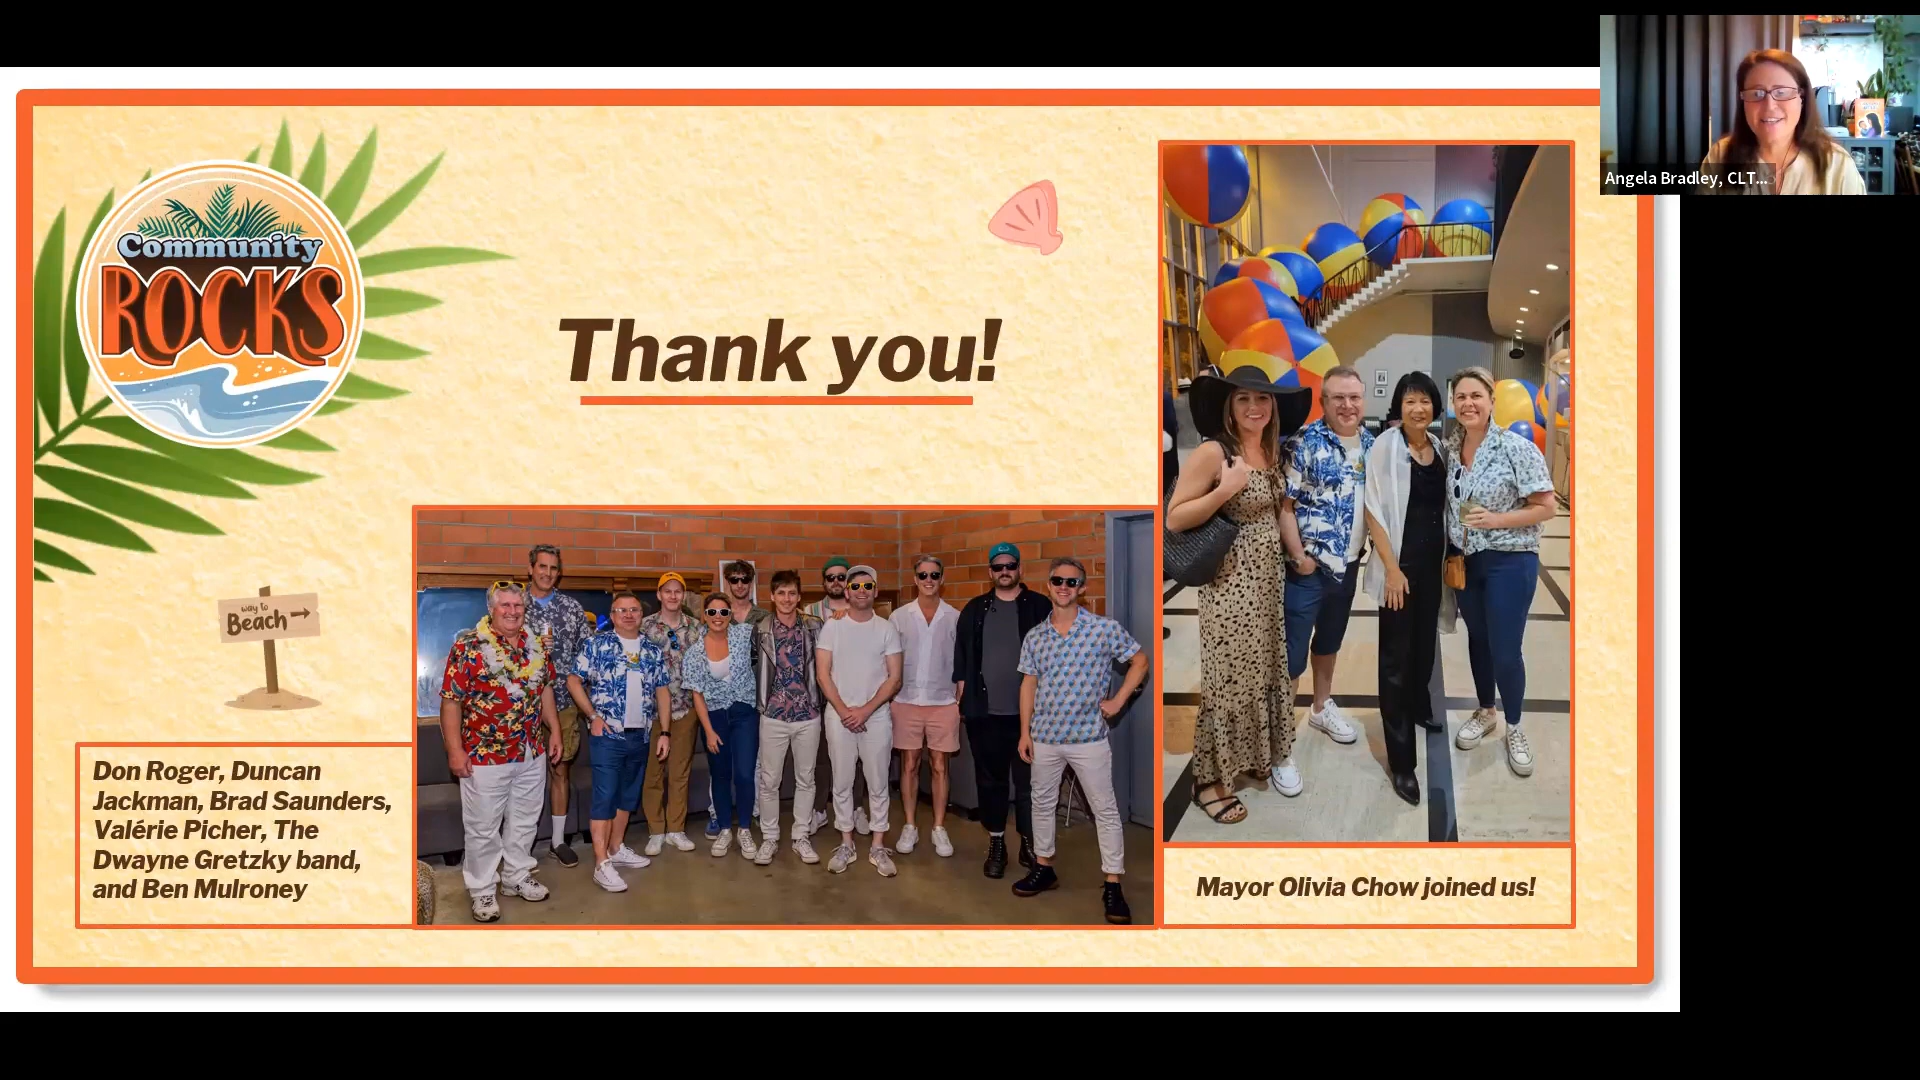 Angela Bradley, CLT...
Community
ROCKS
Thank you!
way to
Beach
Don Roger, Duncan
Jackman, Brad Saunders,
Valérie Picher, The
Dwayne Gretzky band,
and Ben Mulroney
Mayor Olivia Chow joined us!